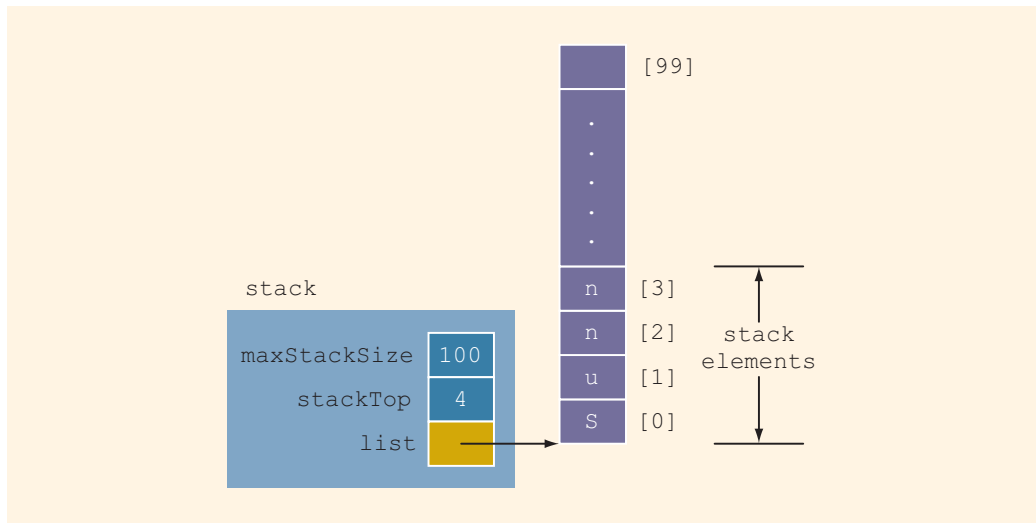 [99]
.
.
.
.
.
stack
n [3]
n [2]
stack
maxStackSize 100
elements
u [1]
stackTop 4
S [0]
list